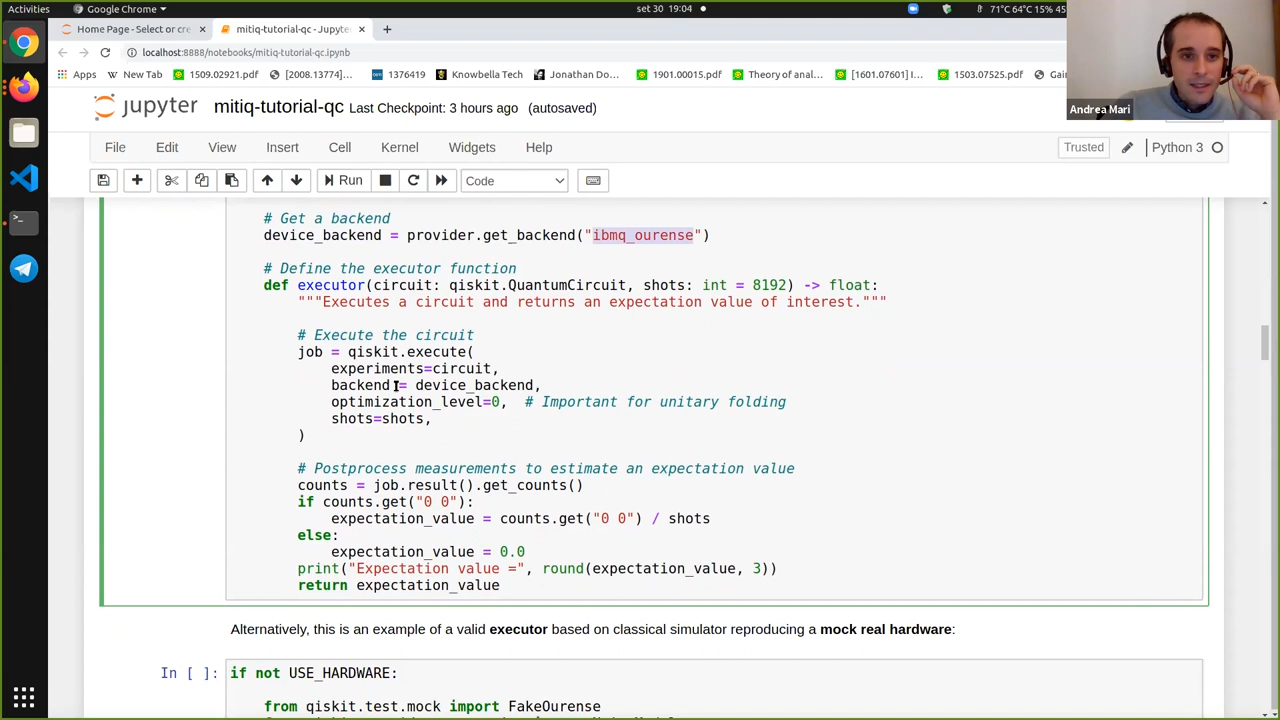 Activities
Google Chrome
set 30 19:04
71°C 64°C 15% 45
Home Page - Select or cre
mitiq-tutorial-qc - Jupyte
localhost:8888/notebooks/mitiq-tutorial-qc.ipynb
Apps
New Tab
1509.02921.pdf
[2008.13774]...
1376419
Knowbella Tech
Jonathan Do...
1901.00015.pdf
Theory of anal...
[1601.07601] I...
1503.07525.pdf
Gai
Andrea Mari
jupyter
mitiq-tutorial-qc Last Checkpoint: 3 hours ago (autosaved)
File Edit View Insert Cell Kernel Widgets Help
Trusted
Python 3
Run
Code
# Get a backend
device_backend = provider.get_backend("ibmq_ourense")
# Define the executor function
def executor(circuit: qiskit.QuantumCircuit, shots: int = 8192) -> float:
"""Executes a circuit and returns an expectation value of interest."""
# Execute the circuit
job = qiskit.execute(
experiments=circuit,
backend = device_backend,
optimization_level=0, # Important for unitary folding
shots=shots,
)
# Postprocess measurements to estimate an expectation value
counts = job.result().get_counts()
if counts.get("0 0"):
expectation_value = counts.get("0 0") / shots
else:
expectation_value = 0.0
print("Expectation value =", round(expectation_value, 3))
return expectation_value
Alternatively, this is an example of a valid executor based on classical simulator reproducing a mock real hardware:
In [ ]:
if not USE_HARDWARE:
from qiskit.test.mock import FakeOurense